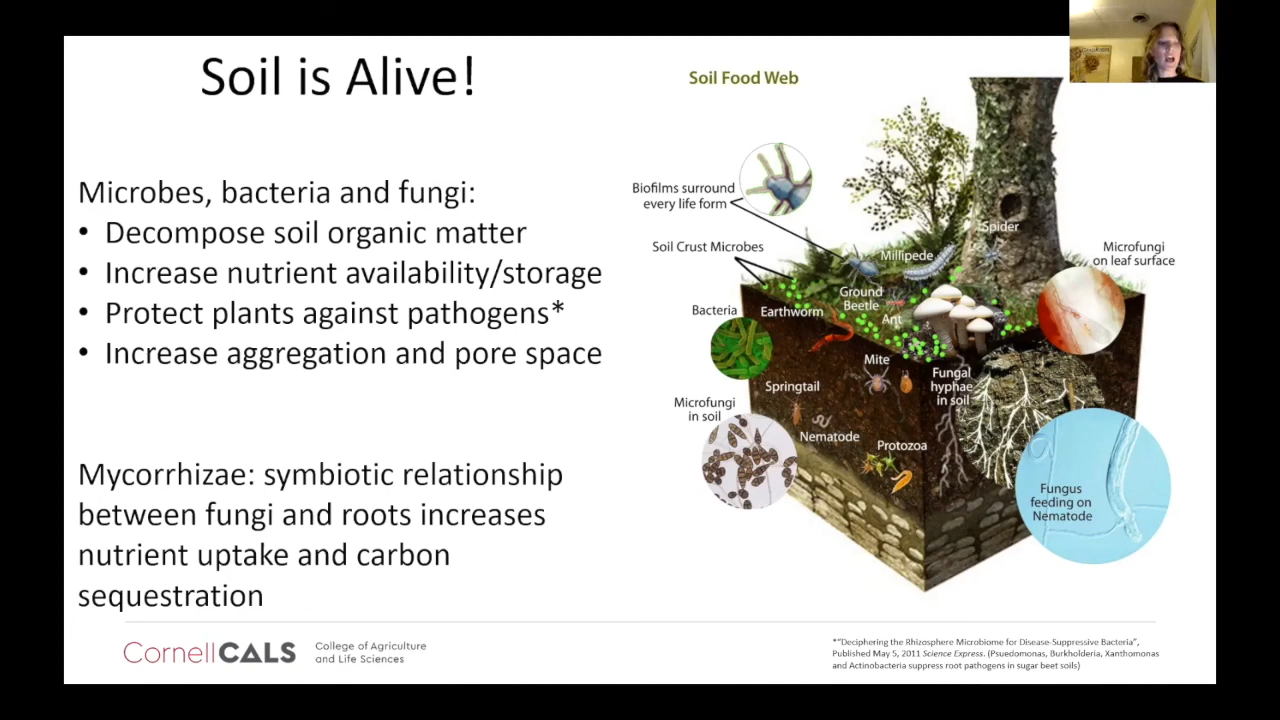 Soil is Alive!
Microbes, bacteria and fungi:
• Decompose soil organic matter
• Increase nutrient availability/storage
• Protect plants against pathogens*
• Increase aggregation and pore space
Mycorrhizae: symbiotic relationship
between fungi and roots increases
nutrient uptake and carbon
sequestration
Soil Food Web
Biofilms surround
every life form
Soil Crust Microbes
Spider
Millipede
Microfungi
on leaf surface
Ground
Beetle
Ant
Bacteria
Earthworm
Mite
Fungal
hyphae
in soil
Springtail
Microfungi
in soil
Nematode
Protozoa
Fungus
feeding on
Nematode
CornellCALS
College of Agriculture
and Life Sciences
*"Deciphering the Rhizosphere Microbiome for Disease-Suppressive Bacteria",
Published May 5, 2011 Science Express. (Psuedomonas, Burkholderia, Xanthomonas
and Actinobacteria suppress root pathogens in sugar beet soils)